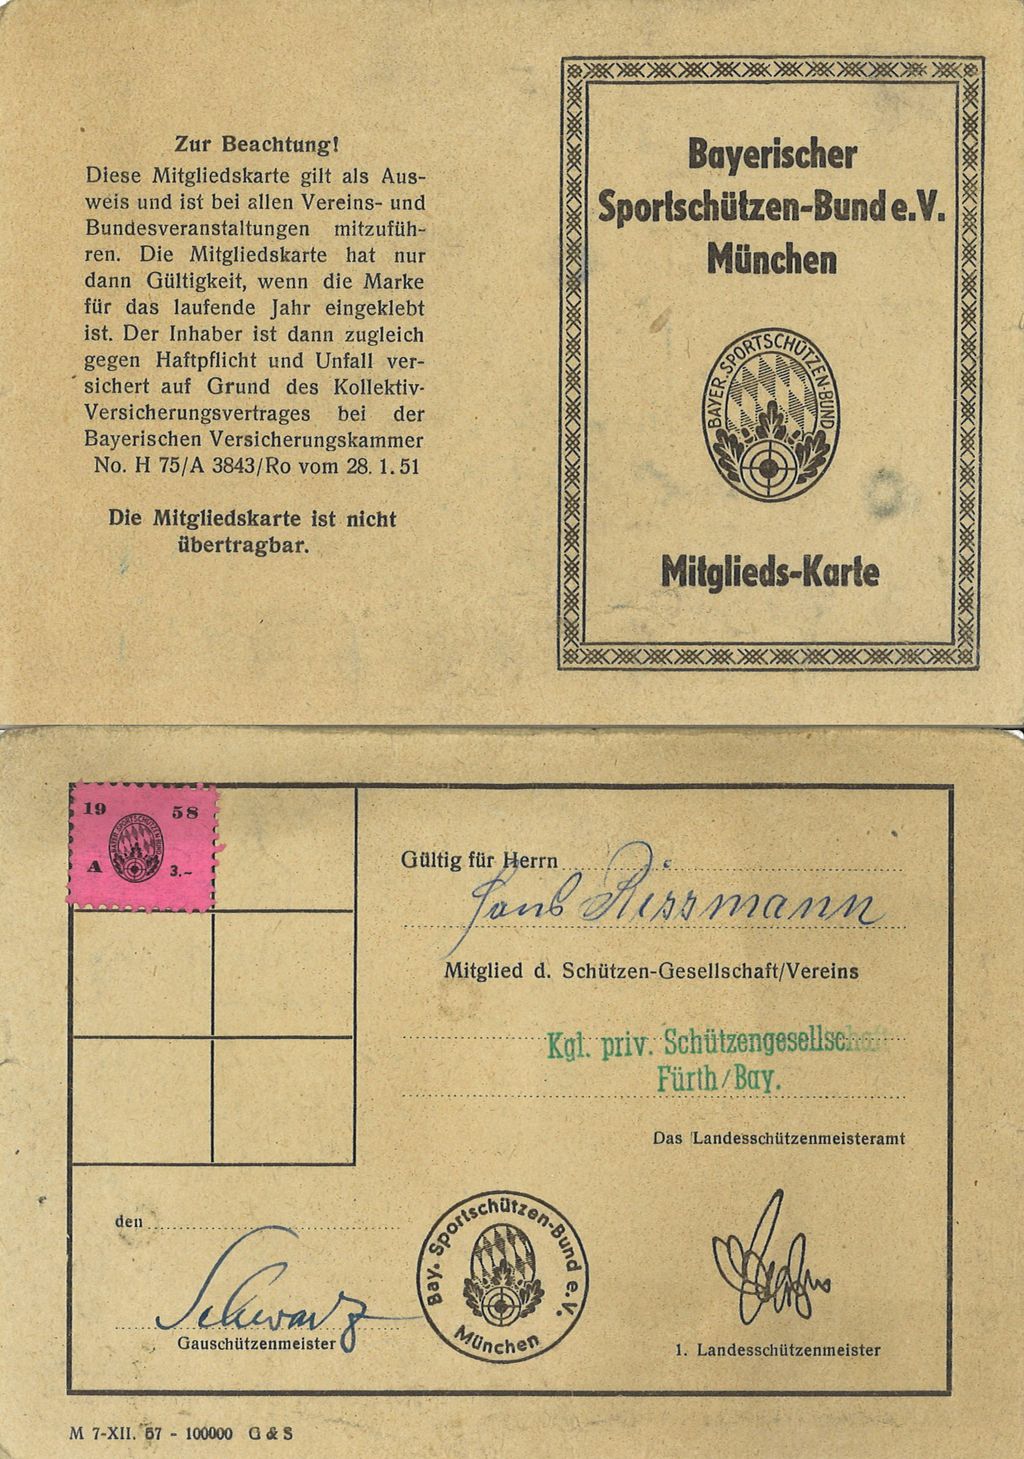 Zur Beachtung!
Diese Mitgliedskarte gilt als Aus-
weis und ist bei allen Vereins- und
Bundesveranstaltungen mitzufüh-
ren. Die Mitgliedskarte hat nur
dann Gültigkeit, wenn die Marke
für das laufende Jahr eingeklebt
ist. Der Inhaber ist dann zugleich
gegen Haftpflicht und Unfall ver-
sichert auf Grund des Kollektiv-
Versicherungsvertrages bei der
Bayerischen Versicherungskammer
No. H 75/A 3843/Ro vom 28. 1. 51
Die Mitgliedskarte ist nicht
übertragbar.
Bayerischer
Sportschützen-Bund e.V.
München
BAYER. SPORTSCHÜTZEN-BUND
Mitglieds-Karte
19 58
BAYER. SPORTSCHÜTZEN-BUND
A 3.-
Gültig für Herrn
Hans Rissmann
Mitglied d. Schützen-Gesellschaft/Vereins
Kgl. priv. Schützengesellschaft
Fürth/Bay.
Das Landesschützenmeisteramt
den
Schwarz
Gauschützenmeister
Bay. Sportschützen-Bund e.V.
München
1. Landesschützenmeister
M 7-XII. 57 - 100000 G & S